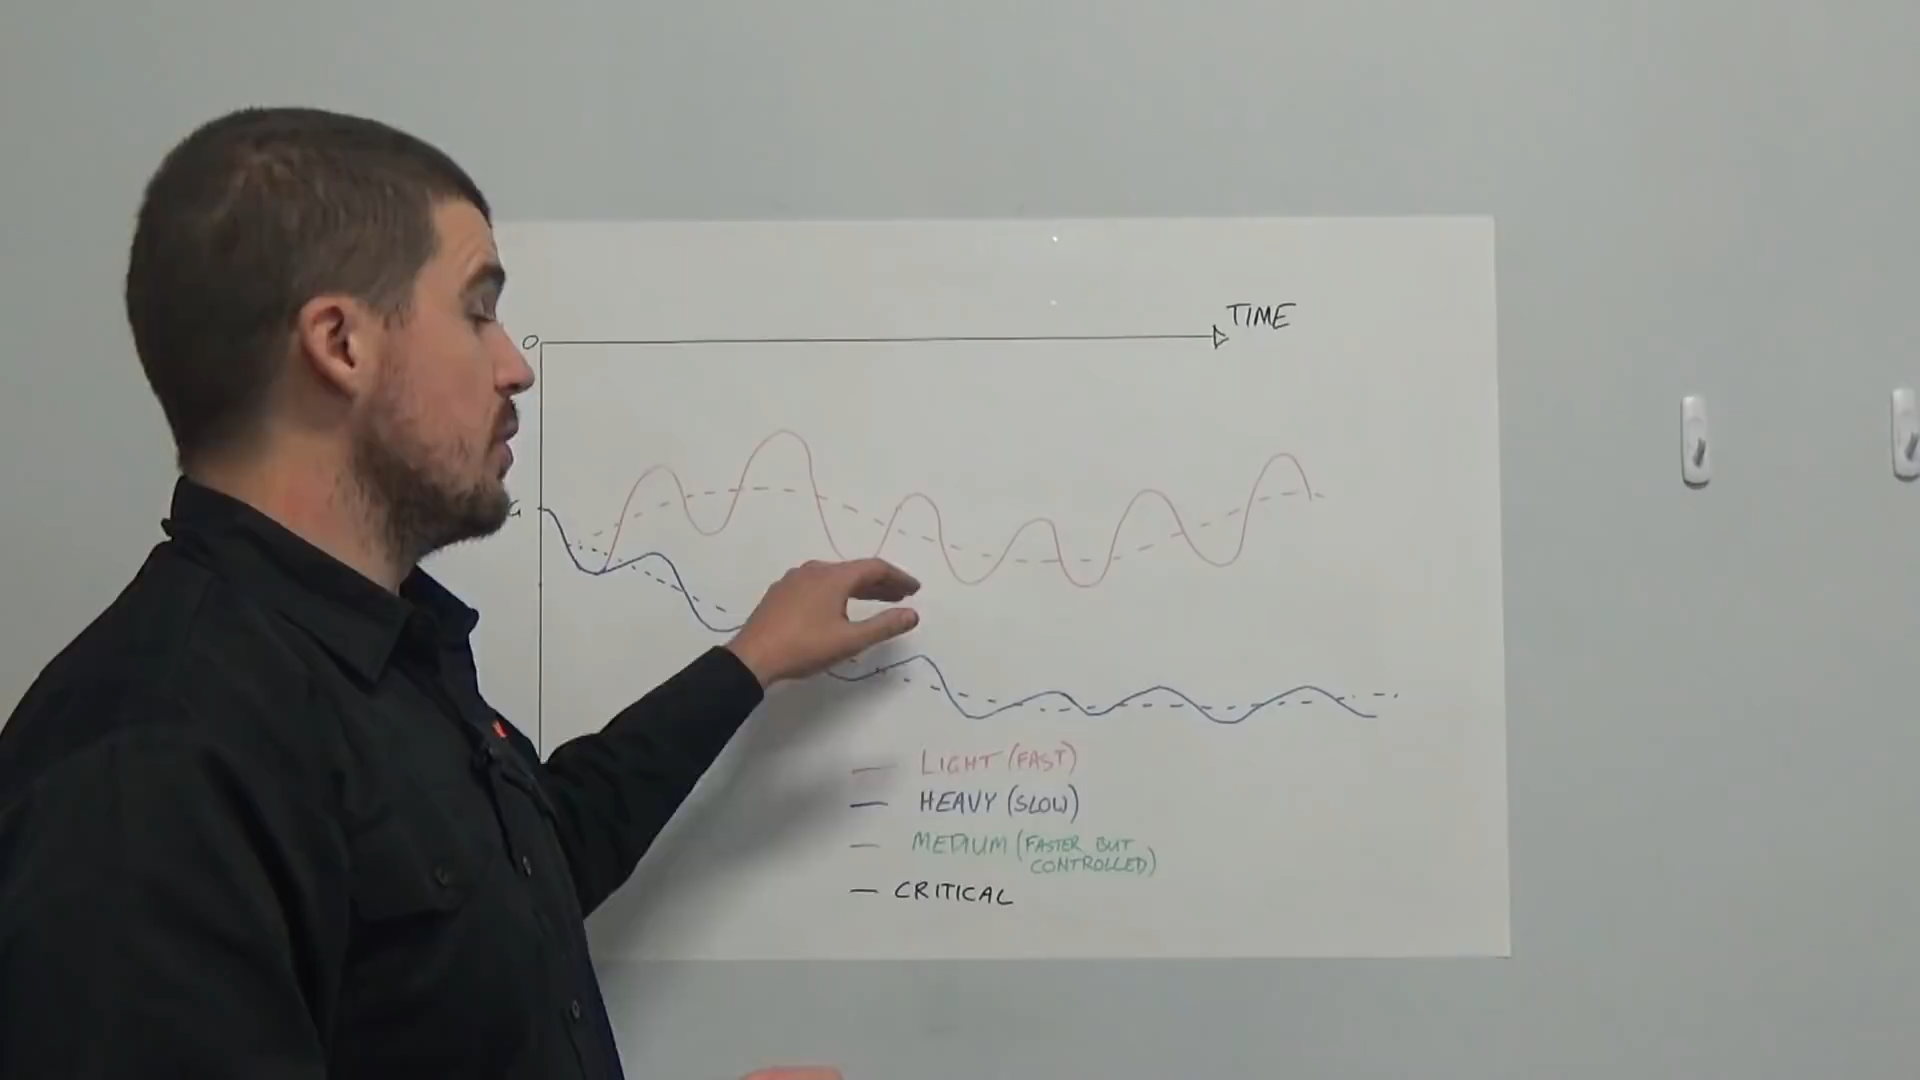 TIME
0
LIGHT (FAST)
HEAVY (SLOW)
MEDIUM (FASTER BUT
CONTROLLED)
CRITICAL